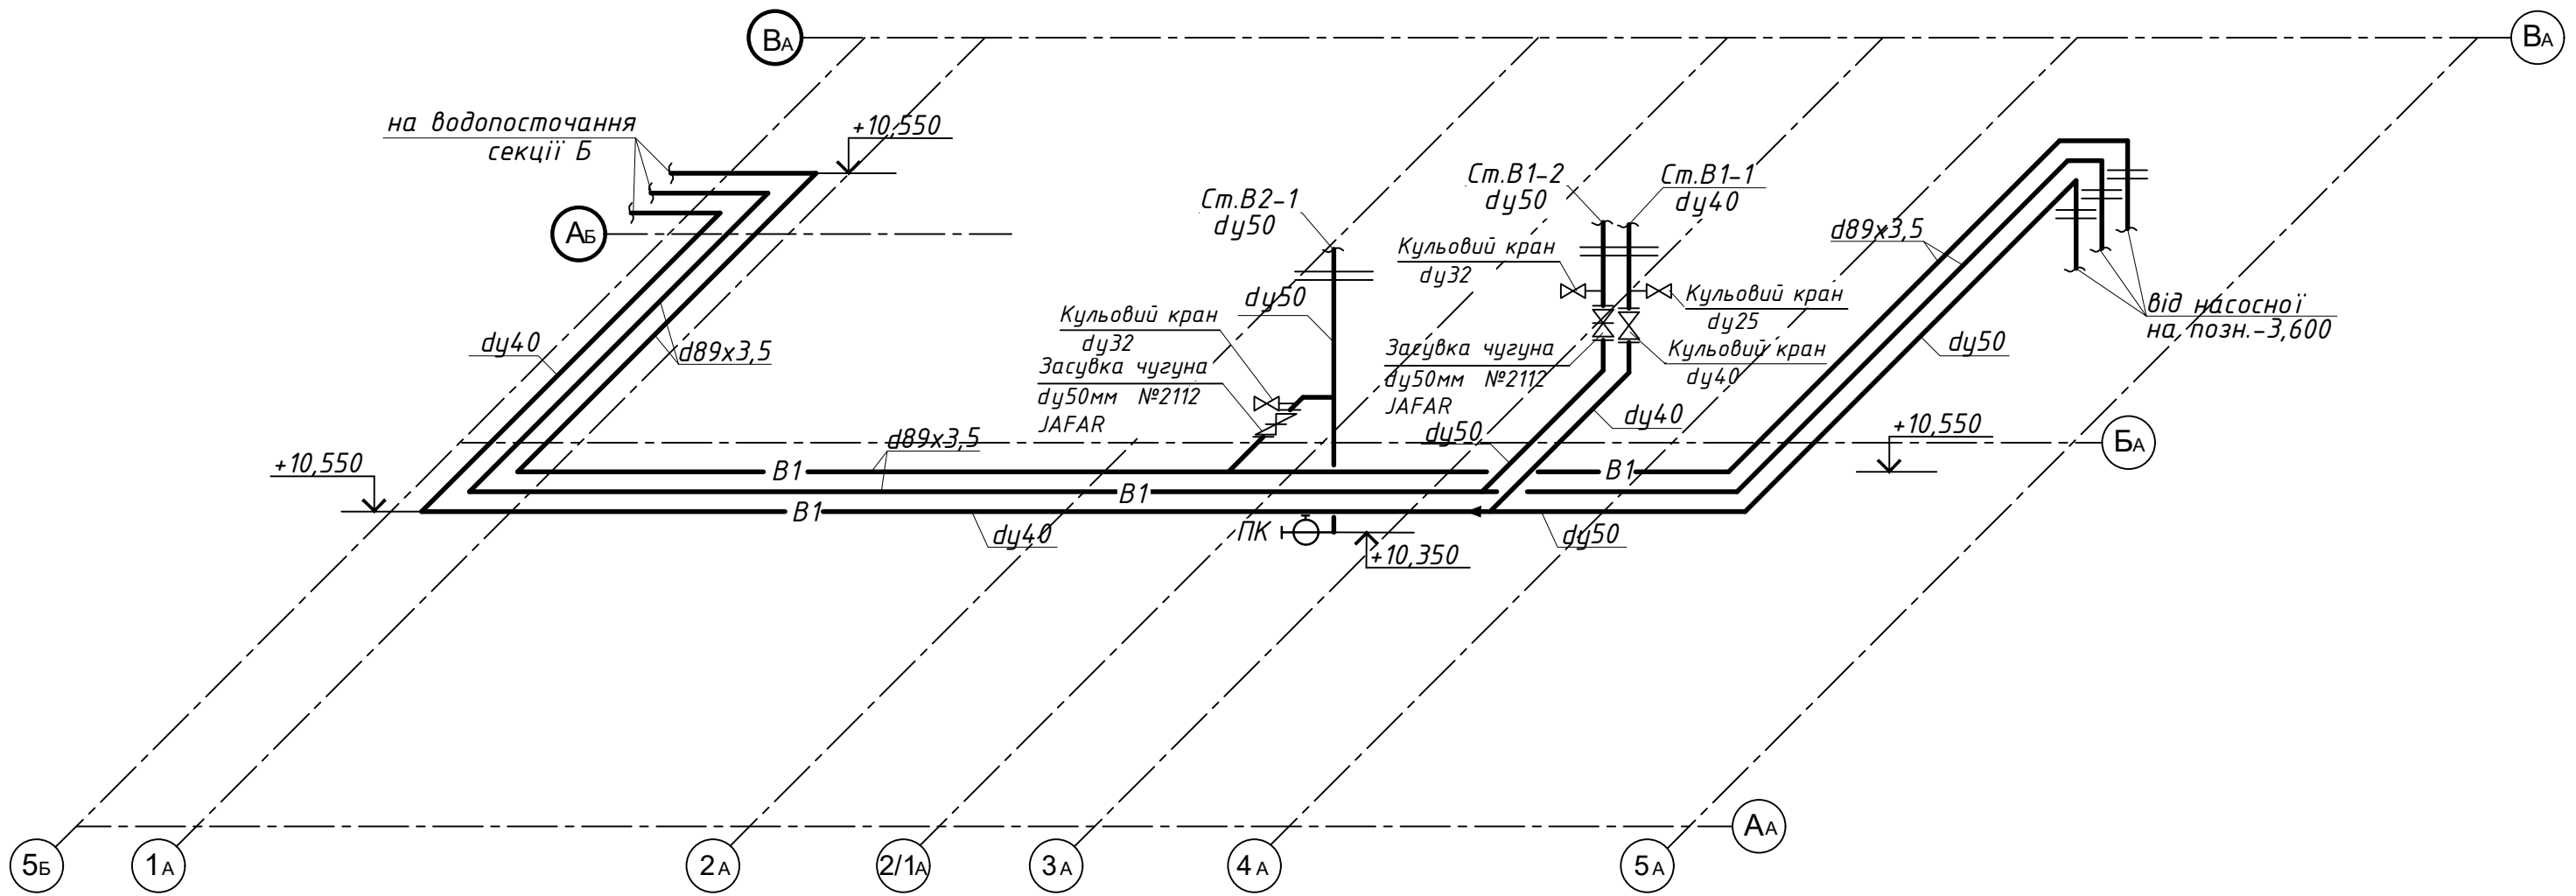 ВА
ВА
на водопосточання
секції Б
+10,550
АБ
Ст.В2-1
dy50
Ст.В1-2
dy50
Ст.В1-1
dy40
Кульовий кран
dy32
d89x3,5
dy50
Кульовий кран
dy25
від насосної
на позн.-3,600
Кульовий кран
dy32
dy40
d89x3,5
Засувка чугуна
dy50мм №2112
JAFAR
Засувка чугуна
dy50мм №2112
JAFAR
Кульовий кран
dy40
dy50
dy40
dy50
d89x3,5
+10,550
БА
+10,550
В1
В1
В1
В1
dy40
ПК
+10,350
dy50
АА
5Б
1А
2А
2/1А
3А
4А
5А